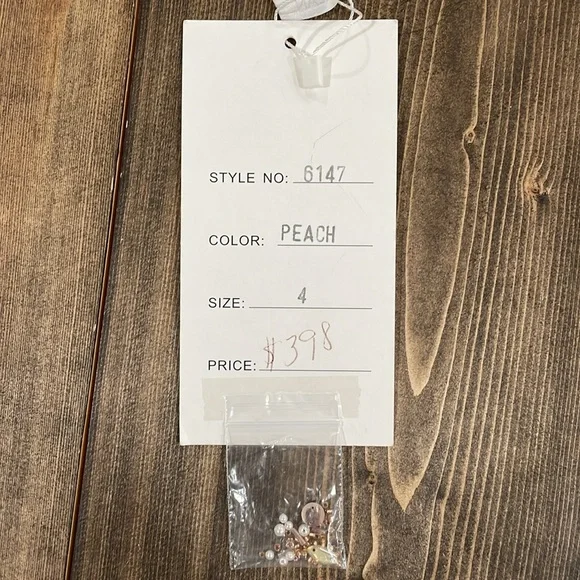 STYLE NO: 6147
COLOR: PEACH
SIZE: 4
PRICE: $398